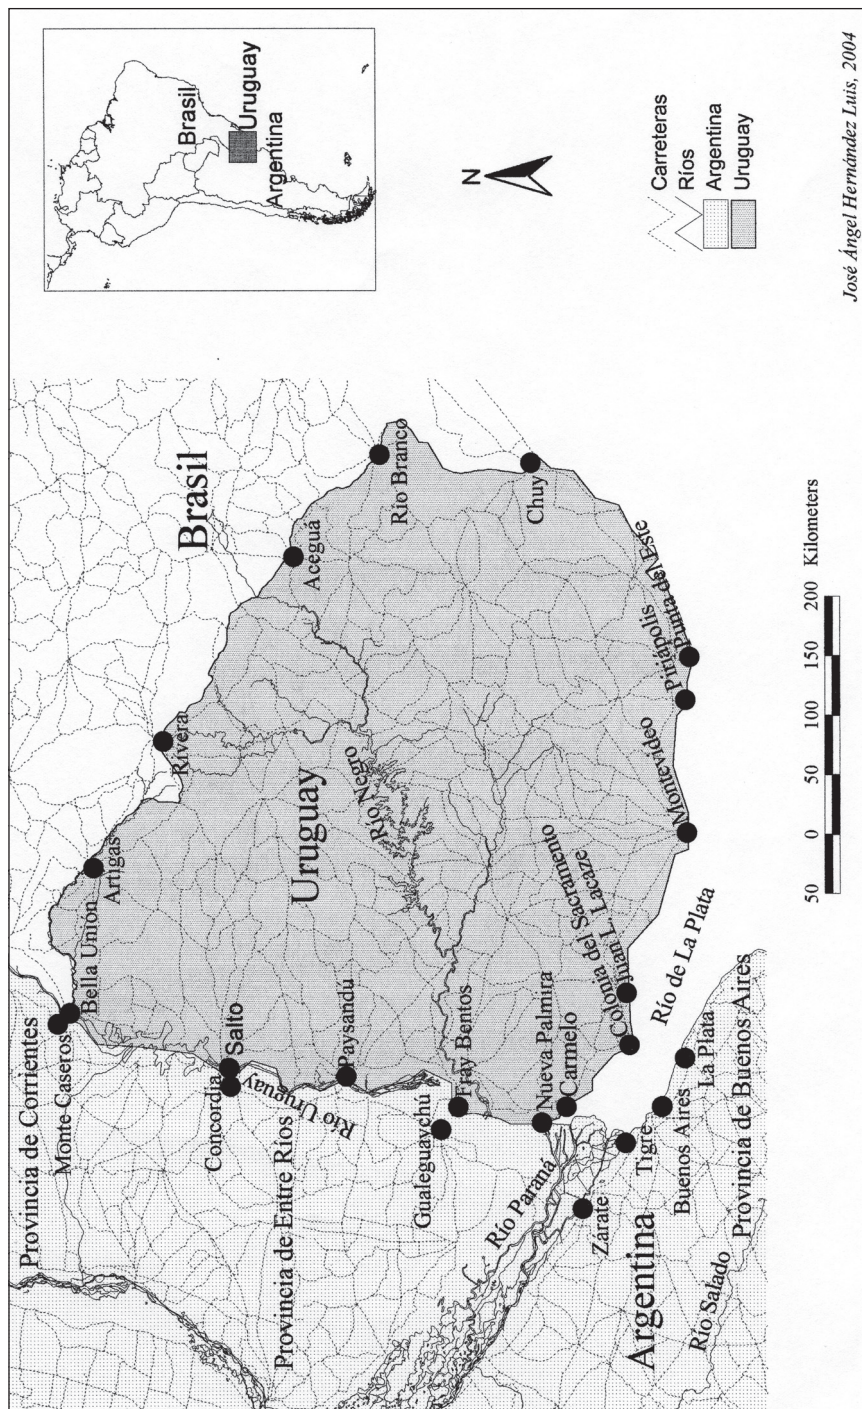 Brasil
Uruguay
Argentina
N
Carreteras
Ríos
Argentina
Uruguay
José Ángel Hernández Luis, 2004
Provincia de Corrientes
Monte Caseros
Bella Unión
Artigas
Rivera
Brasil
Aceguá
Río Branco
Chuy
Concordia
Salto
Río Uruguay
Paysandu
Uruguay
Río Negro
Provincia de Entre Ríos
Gualeguaychú
Fray Bentos
Nueva Palmira
Carmelo
Colonia del Sacramento
Juan L. Lacaze
Montevideo
Piriapolis
Punta del Este
Río Paraná
Zárate
Tigre
Buenos Aires
La Plata
Río de La Plata
Argentina
Provincia de Buenos Aires
Río Salado
50 0 50 100 150 200 Kilometers